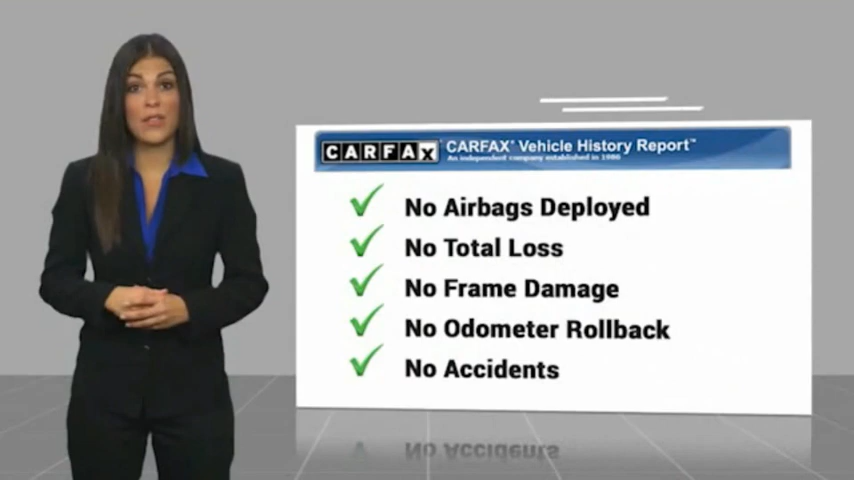 CARFAX CARFAX® Vehicle History Report™
An independent company established in 1986
No Airbags Deployed
No Total Loss
No Frame Damage
No Odometer Rollback
No Accidents
No Accidents